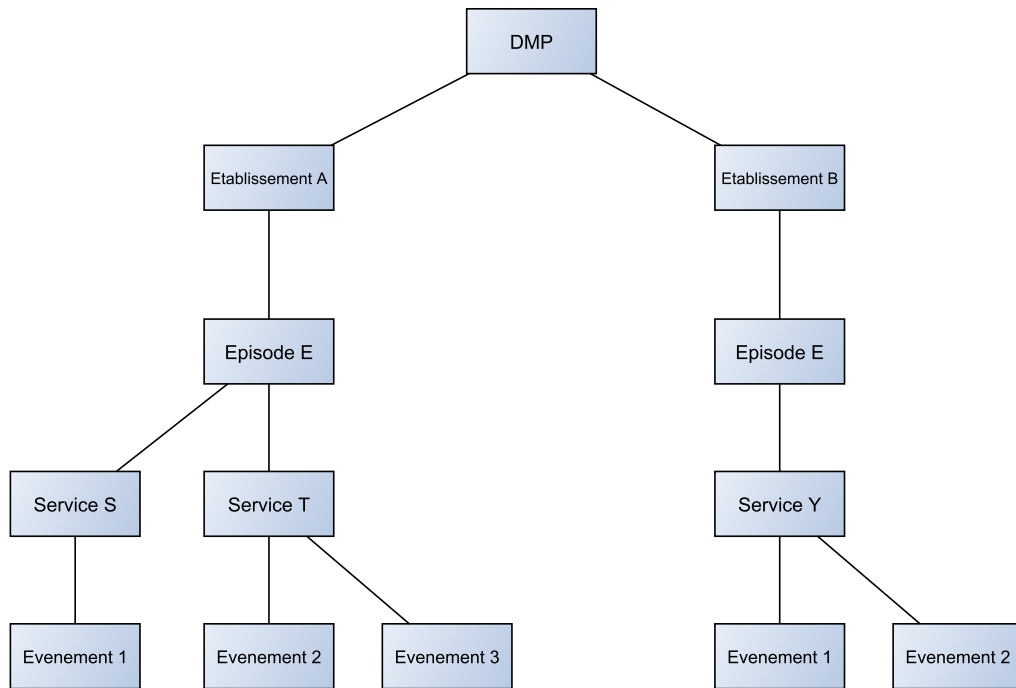 DMP
Etablissement A
Etablissement B
Episode E
Episode E
Service S
Service T
Service Y
Evenement 1
Evenement 2
Evenement 3
Evenement 1
Evenement 2